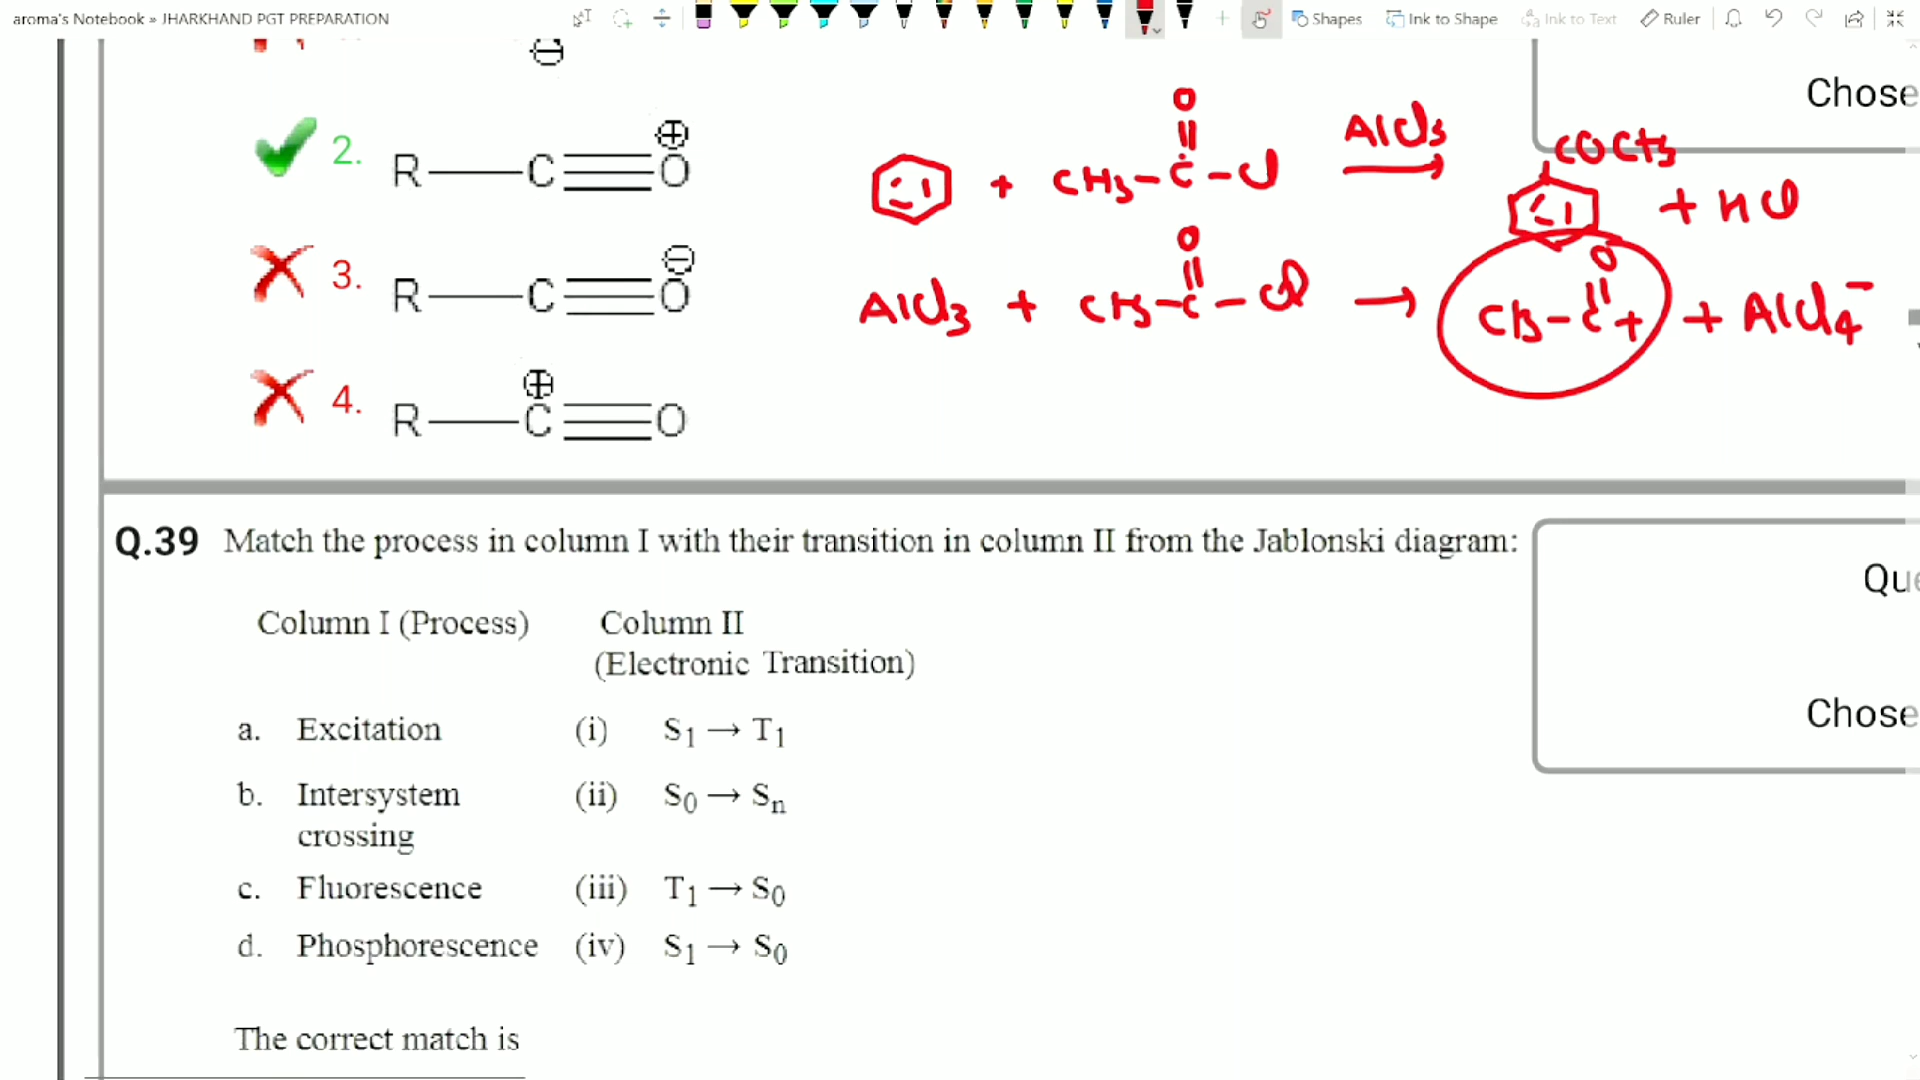 aroma's Notebook » JHARKHAND PGT PREPARATION
Shapes Ink to Shape Ink to Text Ruler
Chose
2. R—C≡O ⊕
3. R—C≡O ⊖
4. R—C≡O ⊕
+ CH3-C(=O)-Cl AlCl3 → COCH3 + HCl
AlCl3 + CH3-C(=O)-Cl → CH3-C(=O)+ + AlCl4-
Q.39 Match the process in column I with their transition in column II from the Jablonski diagram:
Que
Column I (Process) Column II
(Electronic Transition)
Chose
a. Excitation (i) S1 → T1
b. Intersystem (ii) S0 → Sn
crossing
c. Fluorescence (iii) T1 → S0
d. Phosphorescence (iv) S1 → S0
The correct match is